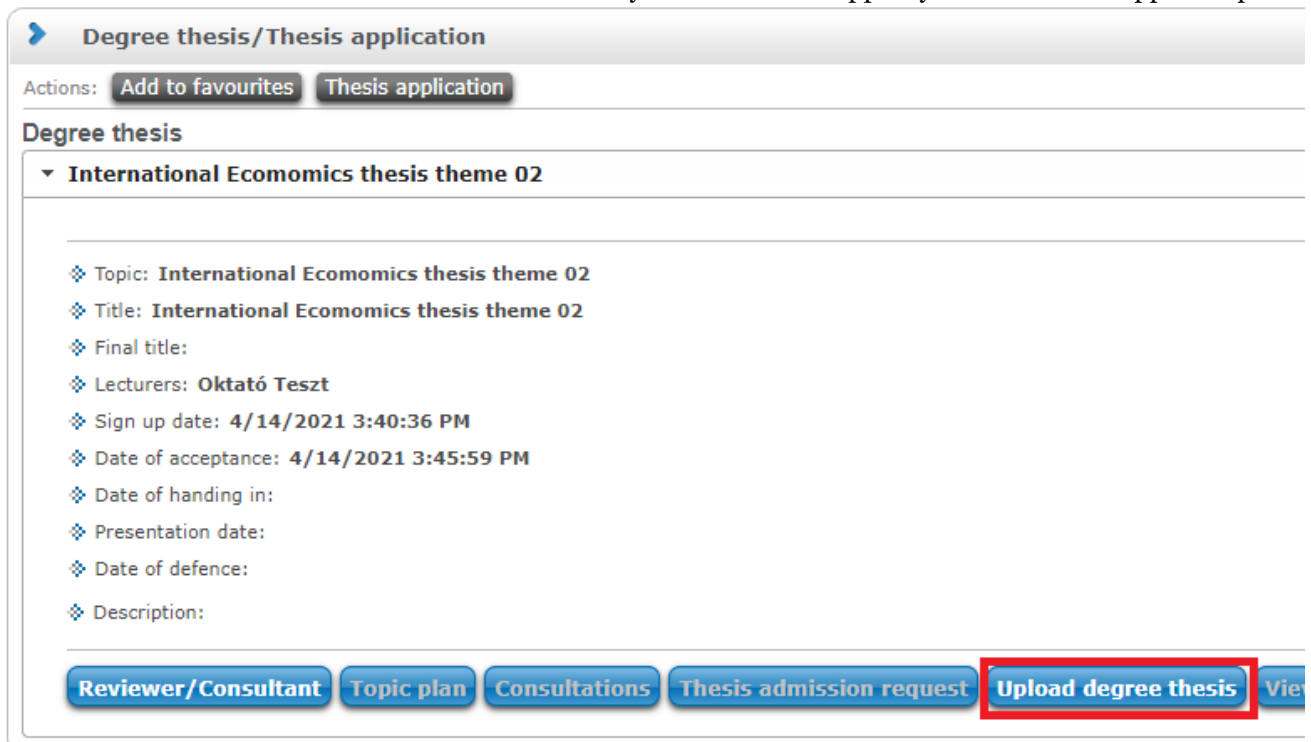 Degree thesis/Thesis application
Actions: Add to favourites Thesis application
Degree thesis
International Ecomomics thesis theme 02
Topic: International Ecomomics thesis theme 02
Title: International Ecomomics thesis theme 02
Final title:
Lecturers: Oktató Teszt
Sign up date: 4/14/2021 3:40:36 PM
Date of acceptance: 4/14/2021 3:45:59 PM
Date of handing in:
Presentation date:
Date of defence:
Description:
Reviewer/Consultant Topic plan Consultations Thesis admission request Upload degree thesis